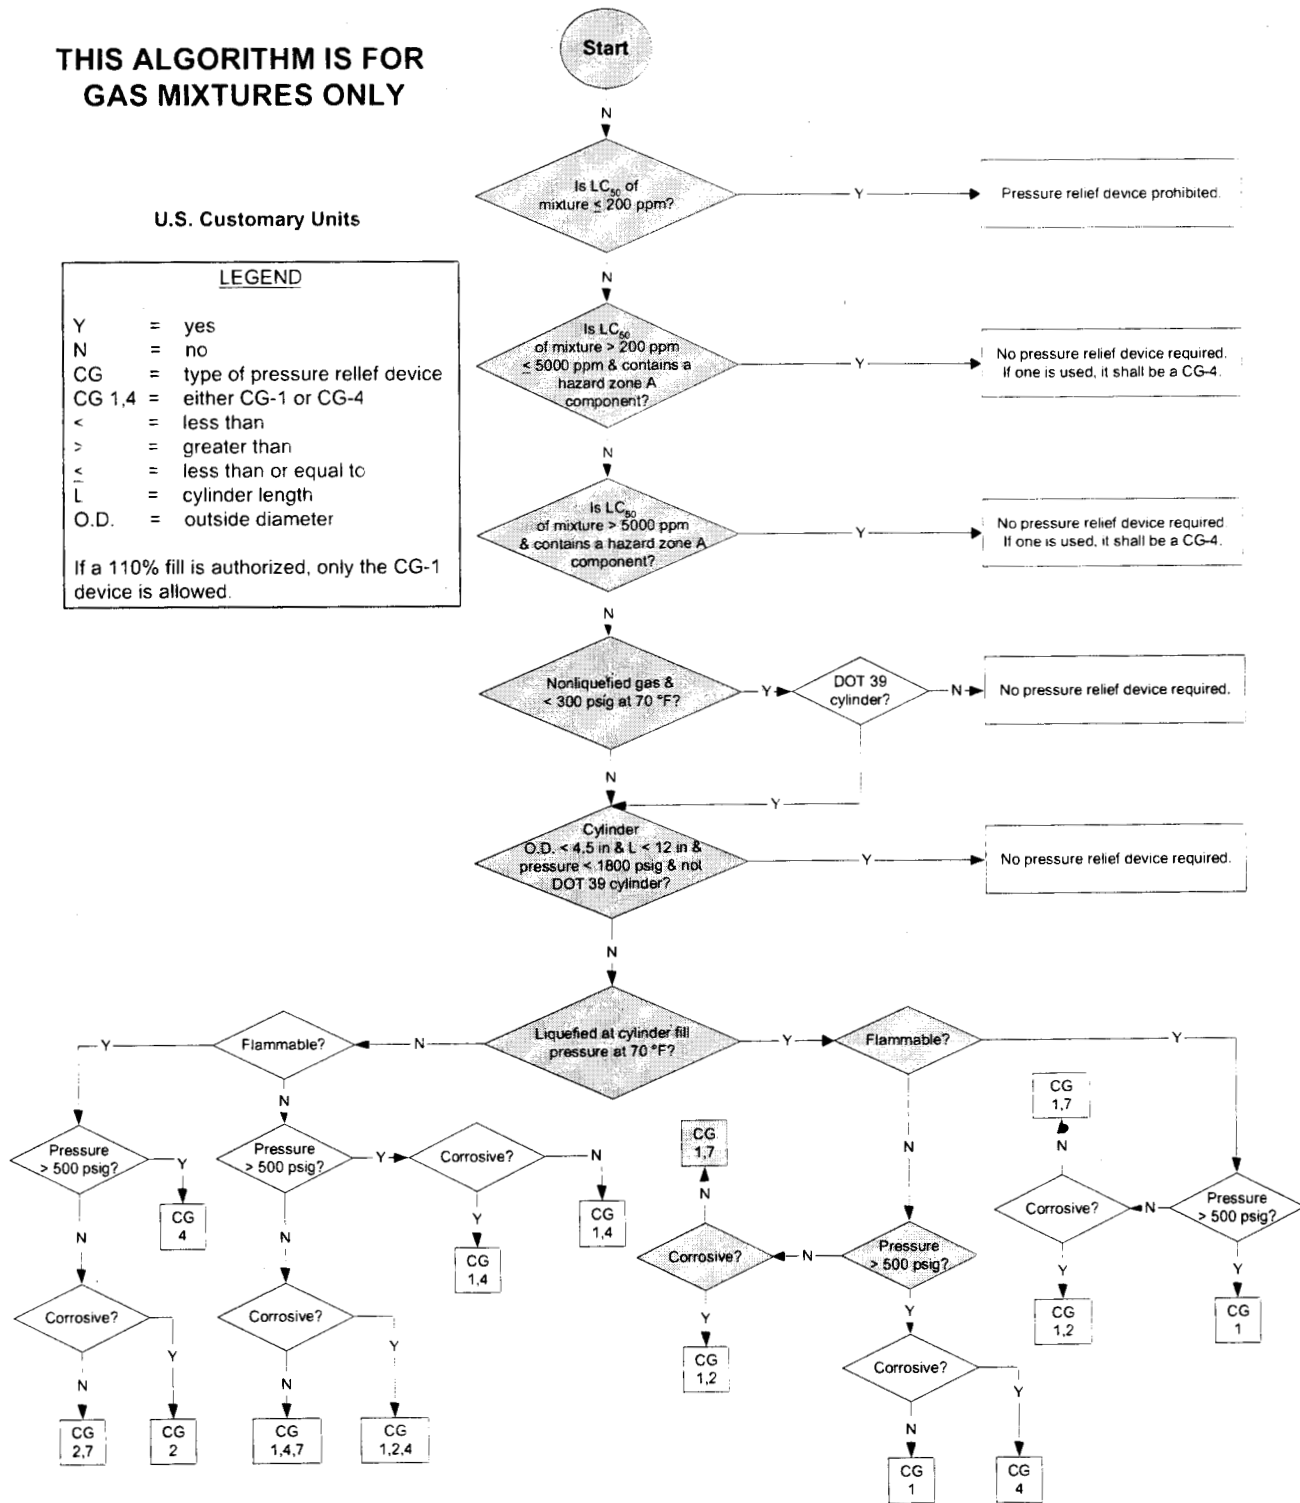 THIS ALGORITHM IS FOR
GAS MIXTURES ONLY
U.S. Customary Units
LEGEND
Y = yes
N = no
CG = type of pressure relief device
CG 1,4 = either CG-1 or CG-4
< = less than
> = greater than
≤ = less than or equal to
L = cylinder length
O.D. = outside diameter
If a 110% fill is authorized, only the CG-1
device is allowed.
Start
N
Is LC50 of
mixture ≤ 200 ppm?
Y
Pressure relief device prohibited.
N
Is LC50
of mixture > 200 ppm
≤ 5000 ppm & contains a
hazard zone A
component?
Y
No pressure relief device required.
If one is used, it shall be a CG-4.
N
Is LC50
of mixture > 5000 ppm
& contains a hazard zone A
component?
Y
No pressure relief device required.
If one is used, it shall be a CG-4.
N
Nonliquefied gas &
< 300 psig at 70 °F?
Y
DOT 39
cylinder?
N
No pressure relief device required.
N
Y
Cylinder
O.D. < 4.5 in & L < 12 in &
pressure < 1800 psig & not
DOT 39 cylinder?
Y
No pressure relief device required.
N
Liquefied at cylinder fill
pressure at 70 °F?
N
Flammable?
Y
Pressure
> 500 psig?
Y
CG
4
N
Corrosive?
N
CG
2,7
Y
CG
2
N
Pressure
> 500 psig?
Y
Corrosive?
N
CG
1,4
Y
CG
1,4
N
Corrosive?
N
CG
1,4,7
Y
CG
1,2,4
Y
Flammable?
N
Pressure
> 500 psig?
N
Corrosive?
N
CG
1,7
Y
CG
1,2
Y
Corrosive?
N
CG
1
Y
CG
4
Y
Pressure
> 500 psig?
N
Corrosive?
N
CG
1,7
Y
CG
1,2
Y
CG
1